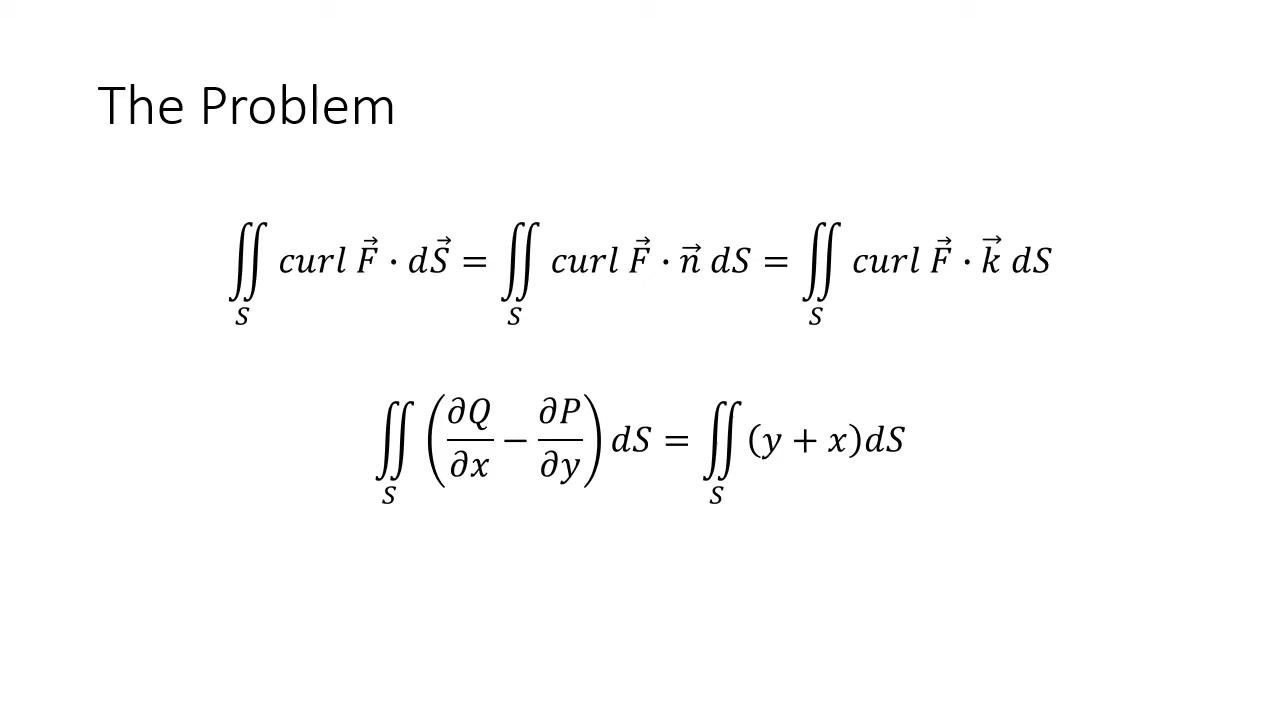 The Problem
∬_S curl F⃗ · dS⃗ = ∬_S curl F⃗ · n⃗ dS = ∬_S curl F⃗ · k⃗ dS
∬_S (∂Q/∂x − ∂P/∂y) dS = ∬_S (y + x)dS